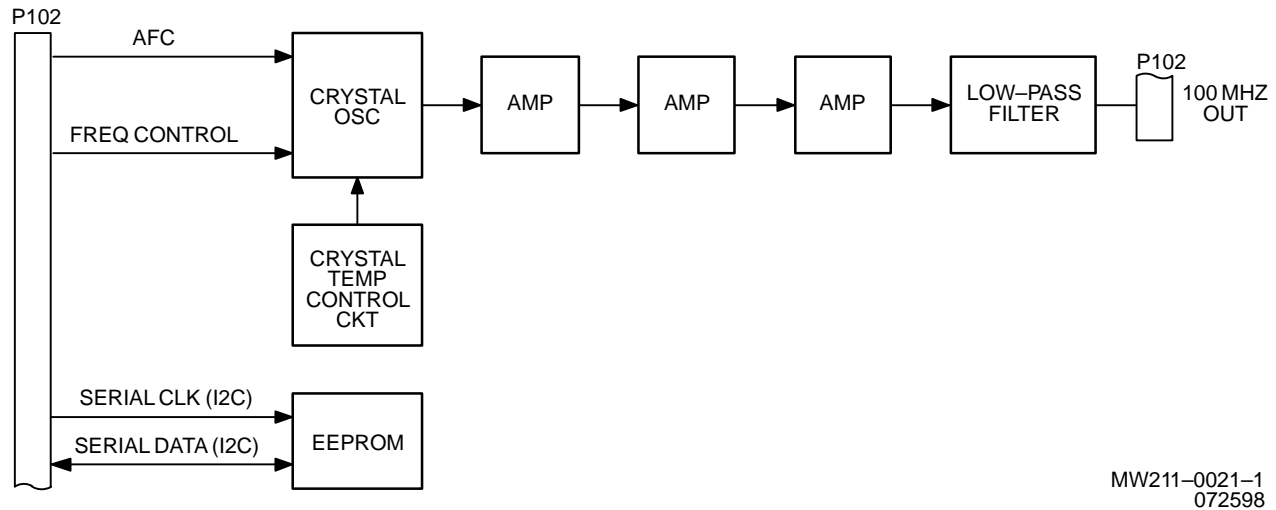 P102
AFC
FREQ CONTROL
CRYSTAL
OSC
AMP
AMP
AMP
LOW–PASS
FILTER
P102
100 MHZ
OUT
CRYSTAL
TEMP
CONTROL
CKT
SERIAL CLK (I2C)
SERIAL DATA (I2C)
EEPROM
MW211–0021–1
072598